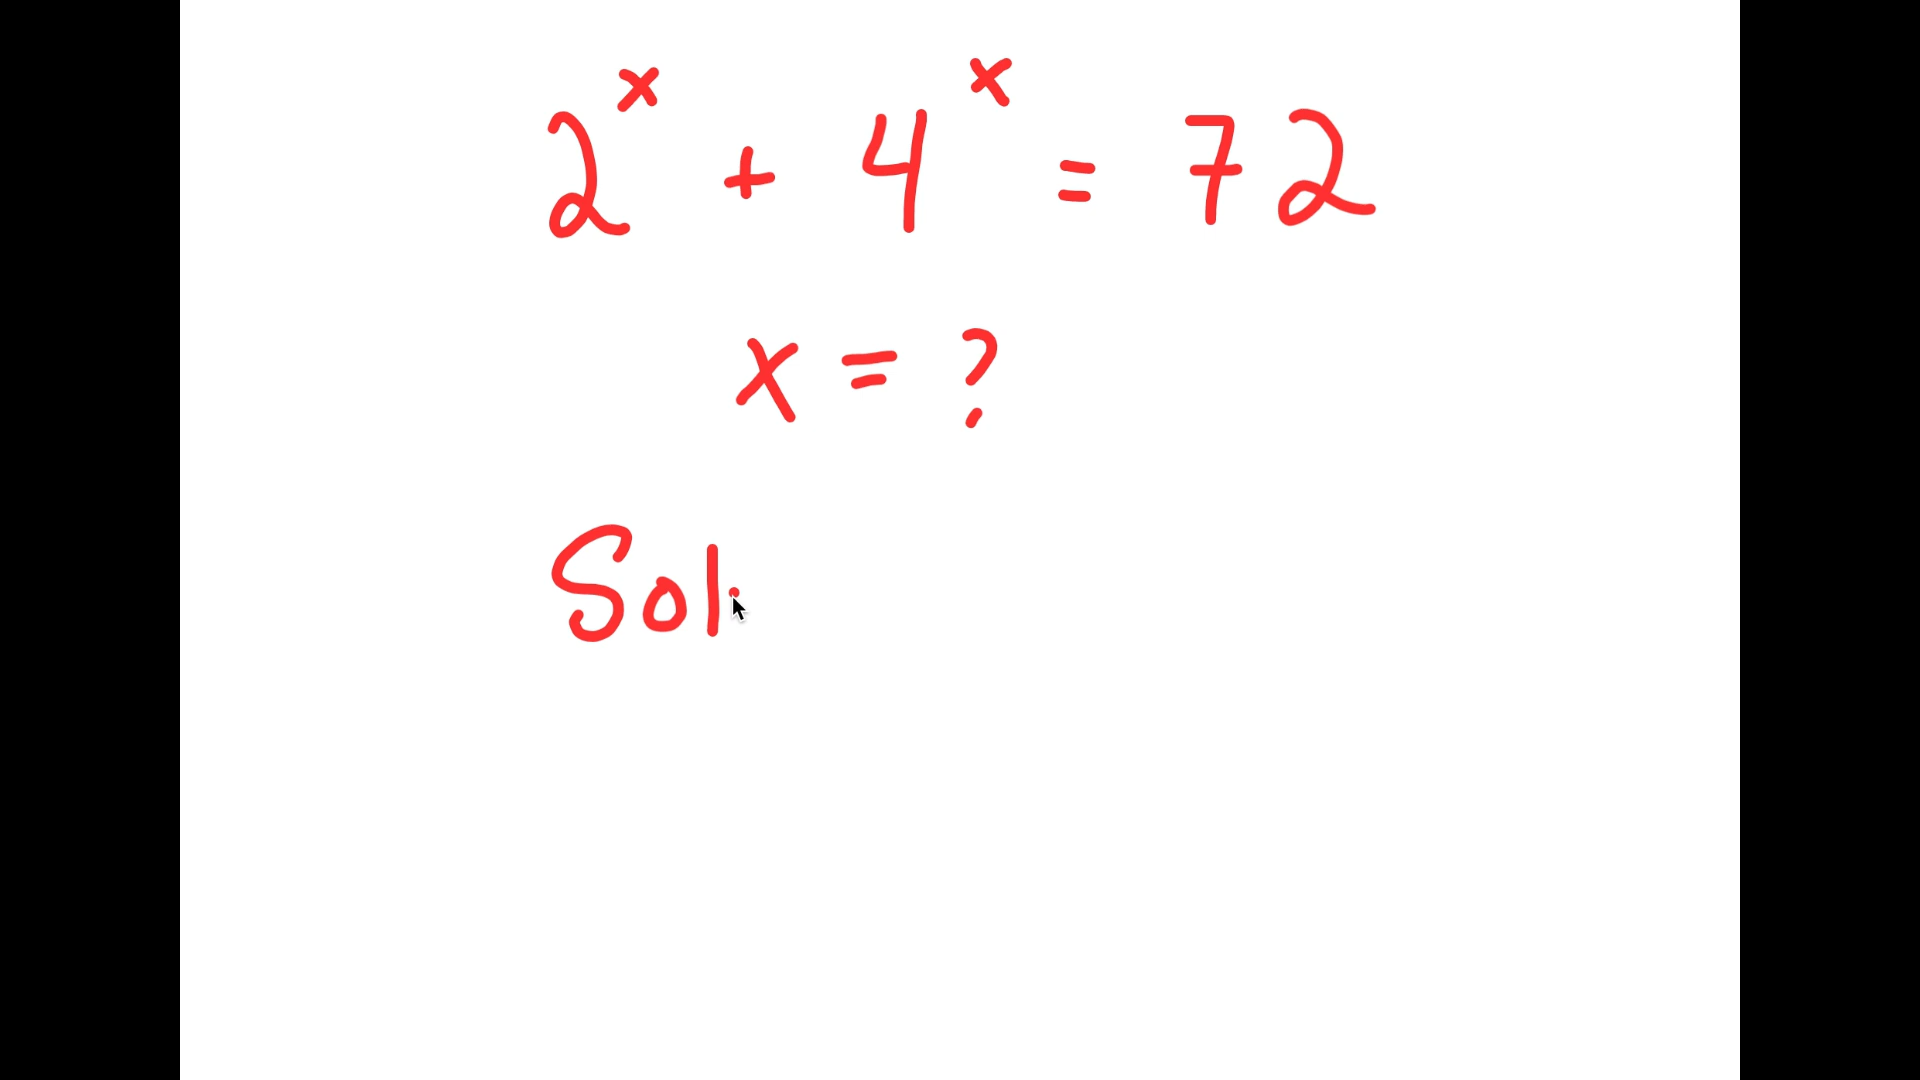 2^x + 4^x = 72
x = ?
Sol